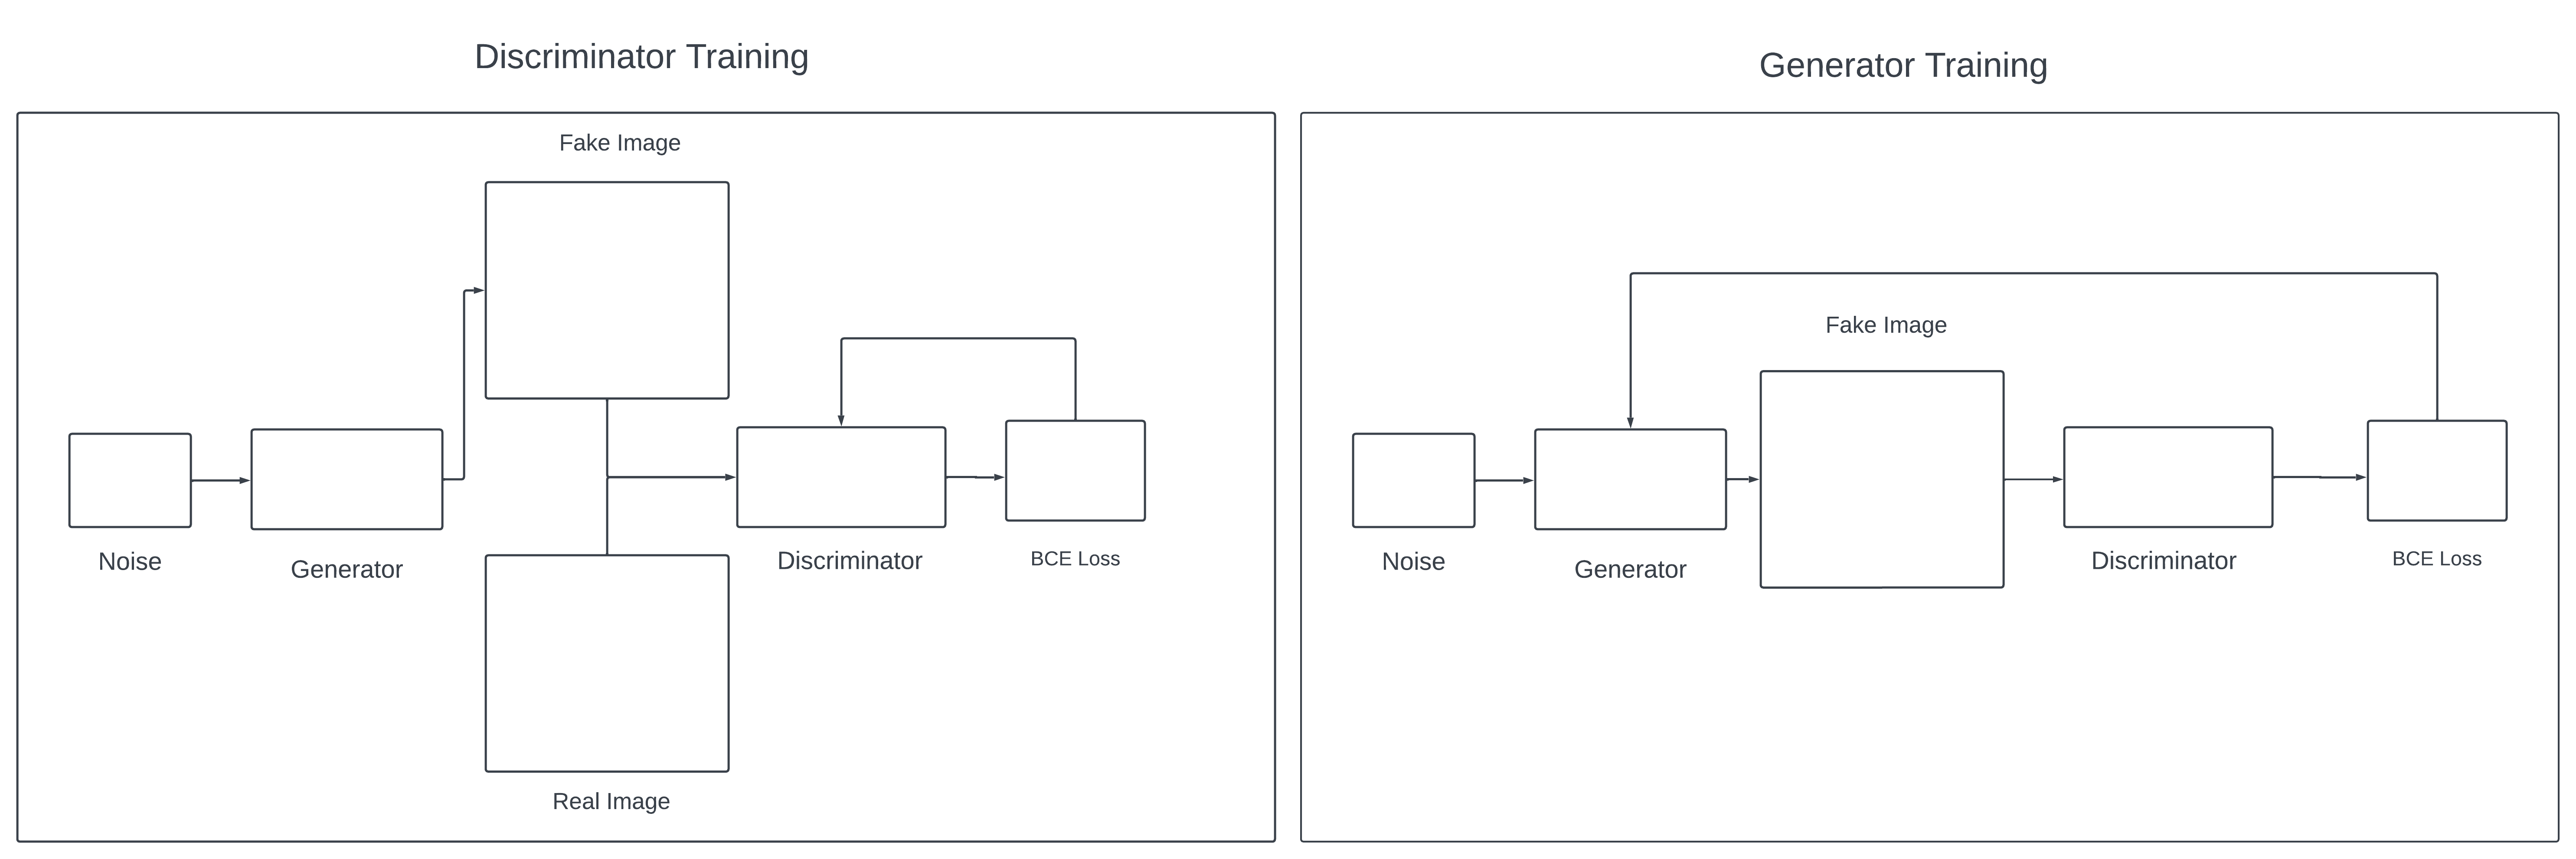 Discriminator Training
Fake Image
Noise
Generator
Discriminator
BCE Loss
Real Image
Generator Training
Fake Image
Noise
Generator
Discriminator
BCE Loss